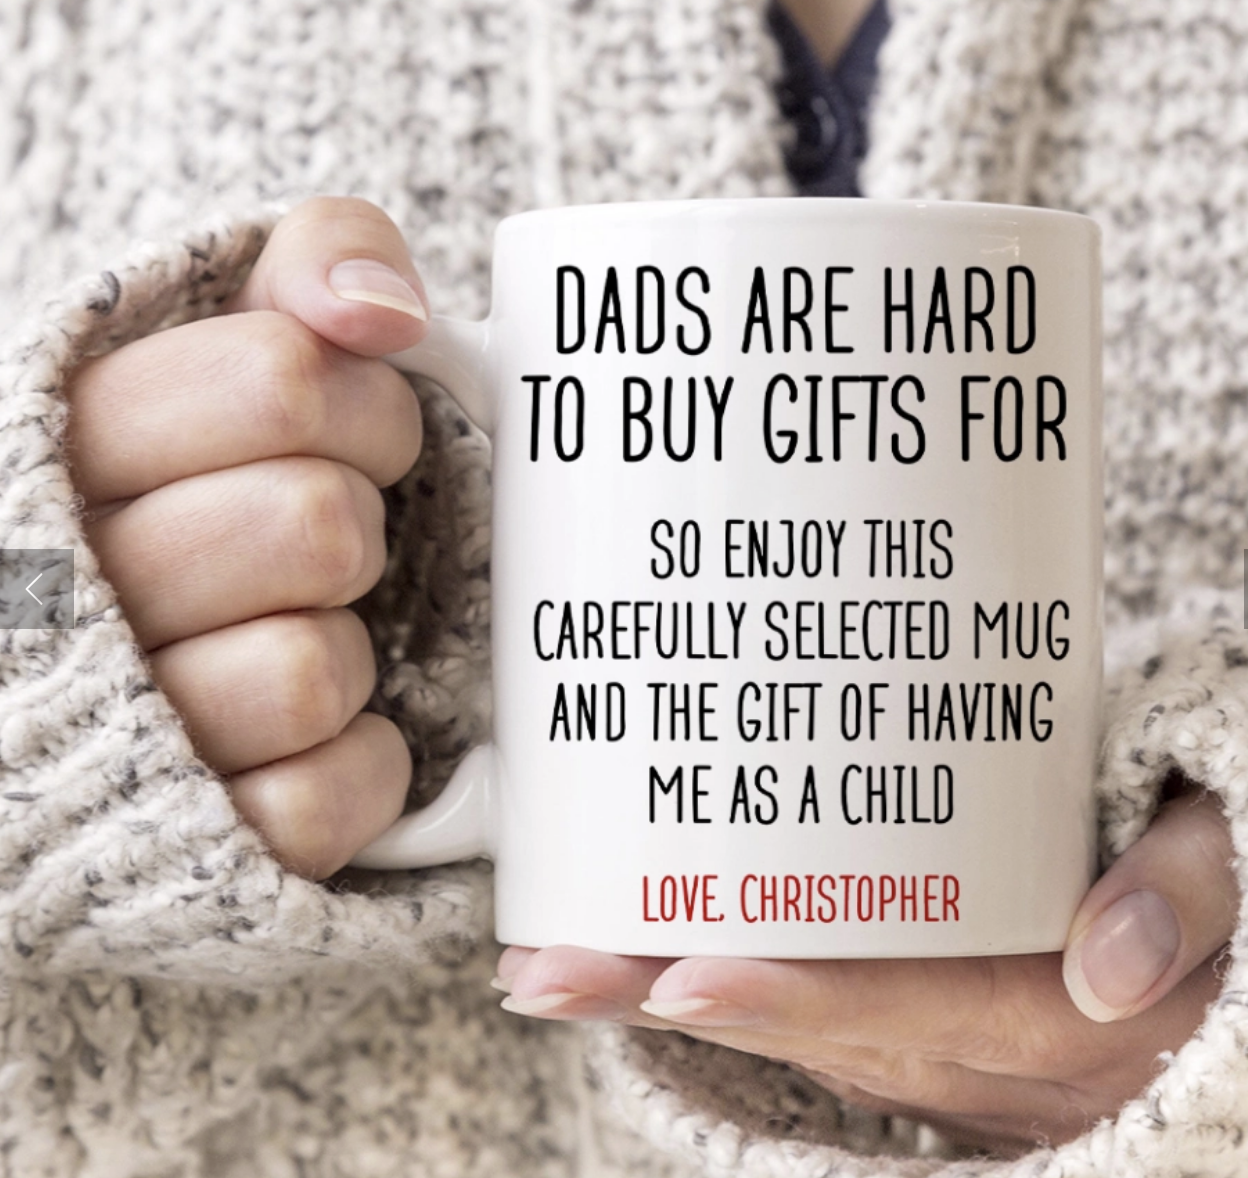 DADS ARE HARD
TO BUY GIFTS FOR
SO ENJOY THIS
CAREFULLY SELECTED MUG
AND THE GIFT OF HAVING
ME AS A CHILD
LOVE, CHRISTOPHER